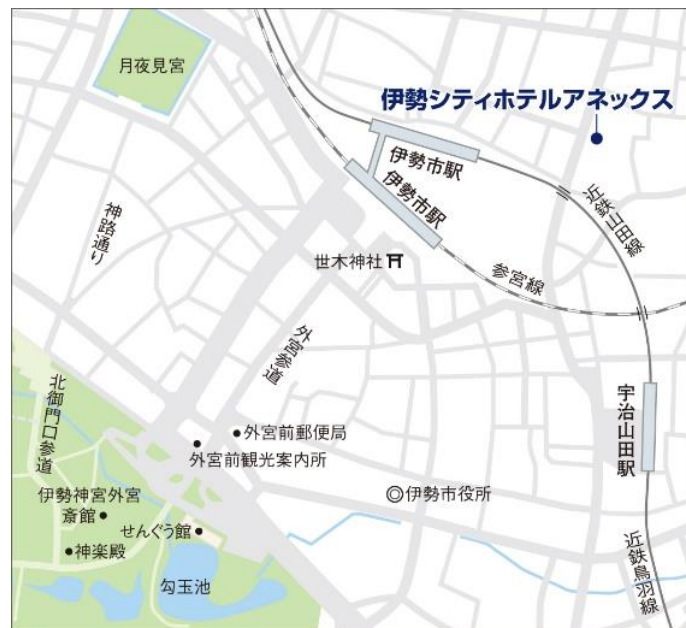 月夜見宮
伊勢シティホテルアネックス
伊勢市駅
伊勢市駅
近鉄山田線
神路通り
世木神社
参宮線
外宮参道
北御門口参道
宇治山田駅
外宮前郵便局
外宮前観光案内所
伊勢神宮外宮
斎館
◎伊勢市役所
せんぐう館
神楽殿
勾玉池
近鉄鳥羽線